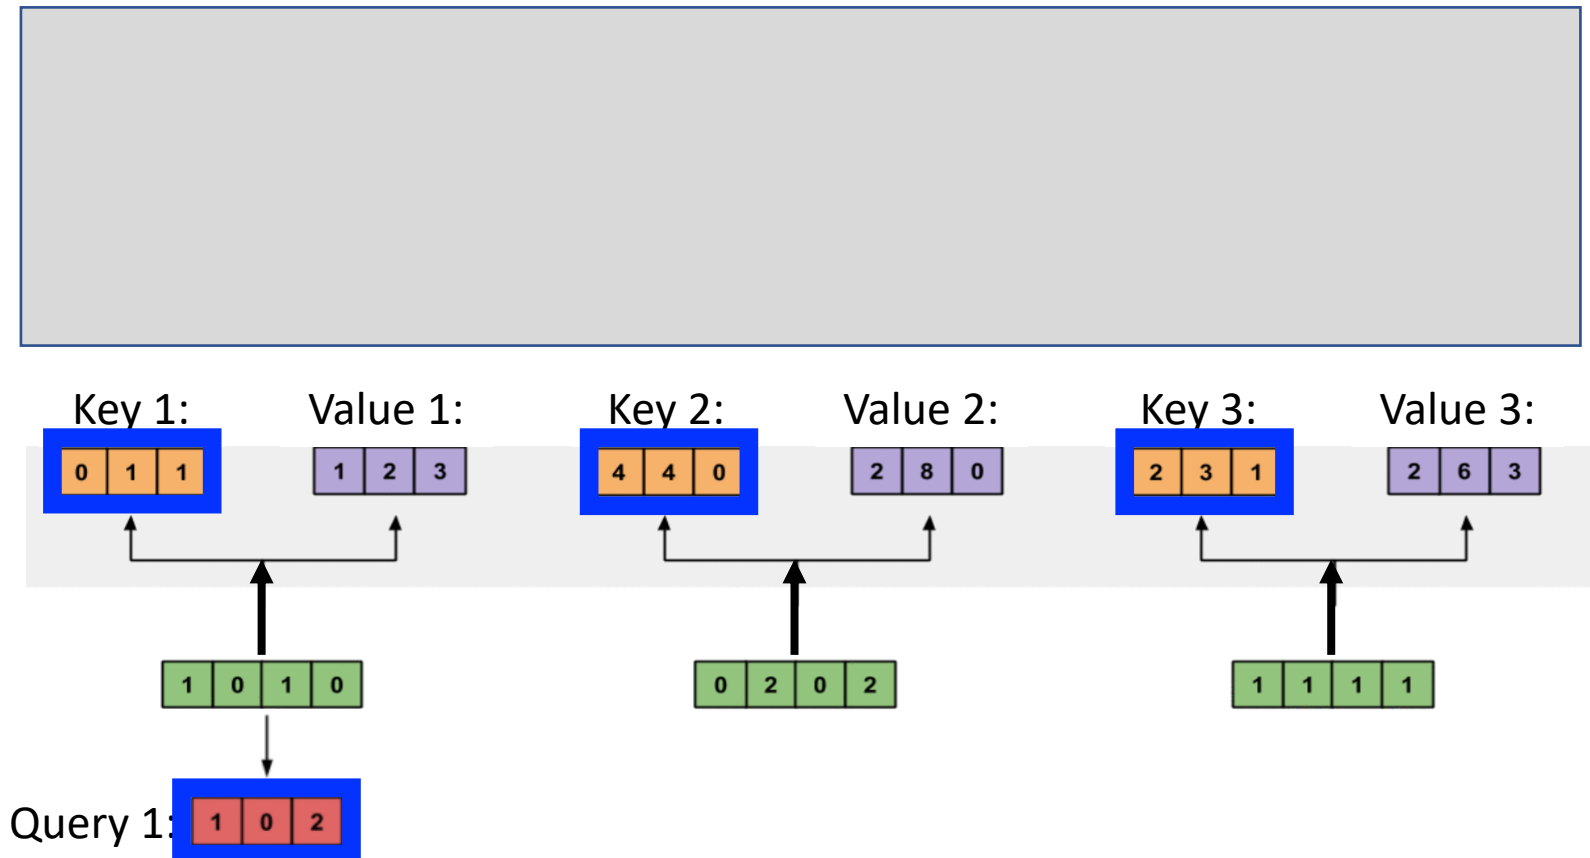 Key 1: Value 1: Key 2: Value 2: Key 3: Value 3:
0 1 1 1 2 3 4 4 0 2 8 0 2 3 1 2 6 3
1 0 1 0 0 2 0 2 1 1 1 1
Query 1: 1 0 2